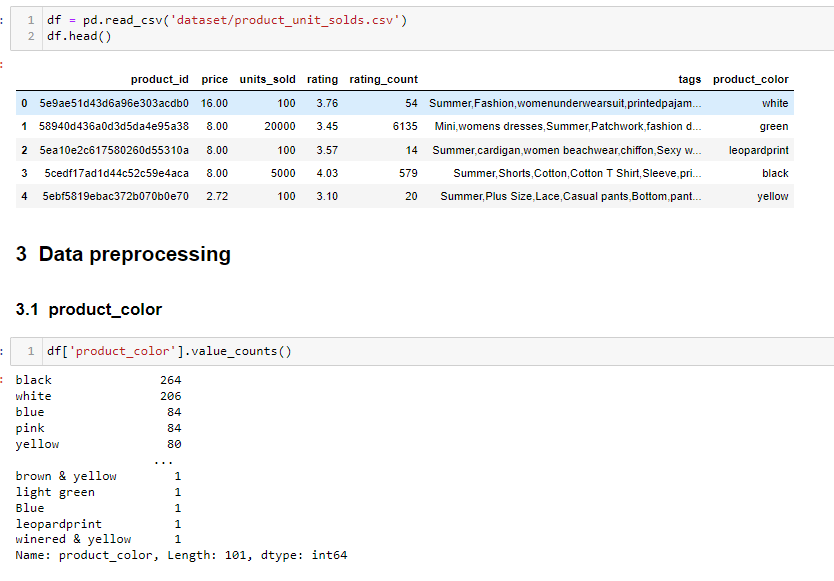 1 df = pd.read_csv('dataset/product_unit_solds.csv')
2 df.head()
product_id price units_sold rating rating_count tags product_color
0 5e9ae51d43d6a96e303acdb0 16.00 100 3.76 54 Summer,Fashion,womenunderwearsuit,printedpajam... white
1 58940d436a0d3d5da4e95a38 8.00 20000 3.45 6135 Mini,womens dresses,Summer,Patchwork,fashion d... green
2 5ea10e2c617580260d55310a 8.00 100 3.57 14 Summer,cardigan,women beachwear,chiffon,Sexy w... leopardprint
3 5cedf17ad1d44c52c59e4aca 8.00 5000 4.03 579 Summer,Shorts,Cotton,Cotton T Shirt,Sleeve,pri... black
4 5ebf5819ebac372b070b0e70 2.72 100 3.10 20 Summer,Plus Size,Lace,Casual pants,Bottom,pant... yellow
3 Data preprocessing
3.1 product_color
1 df['product_color'].value_counts()
black 264
white 206
blue 84
pink 84
yellow 80
...
brown & yellow 1
light green 1
Blue 1
leopardprint 1
winered & yellow 1
Name: product_color, Length: 101, dtype: int64